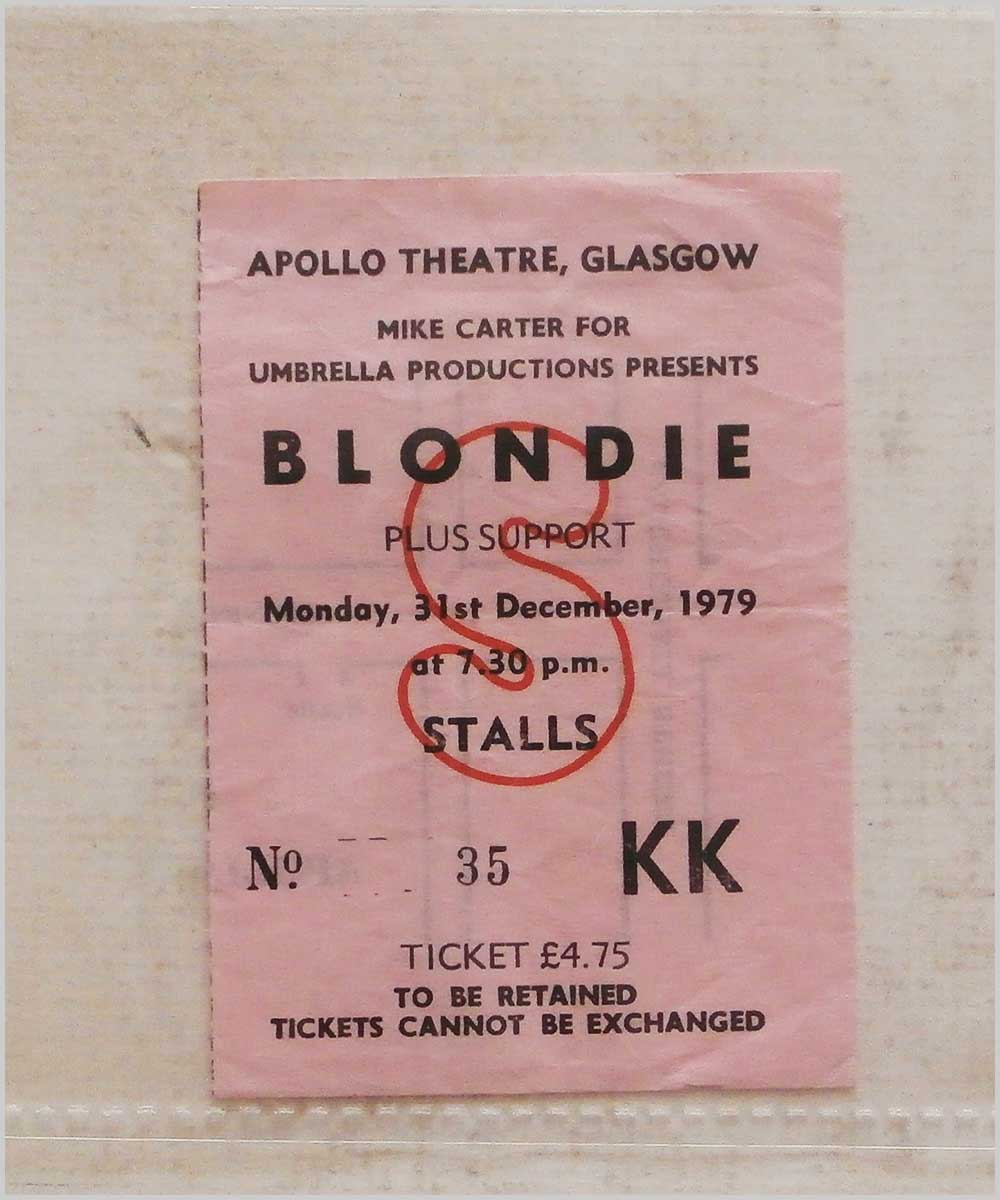 APOLLO THEATRE, GLASGOW
MIKE CARTER FOR
UMBRELLA PRODUCTIONS PRESENTS
BLONDIE
PLUS SUPPORT
Monday, 31st December, 1979
at 7.30 p.m.
STALLS
S
Nº 35 KK
TICKET £4.75
TO BE RETAINED
TICKETS CANNOT BE EXCHANGED